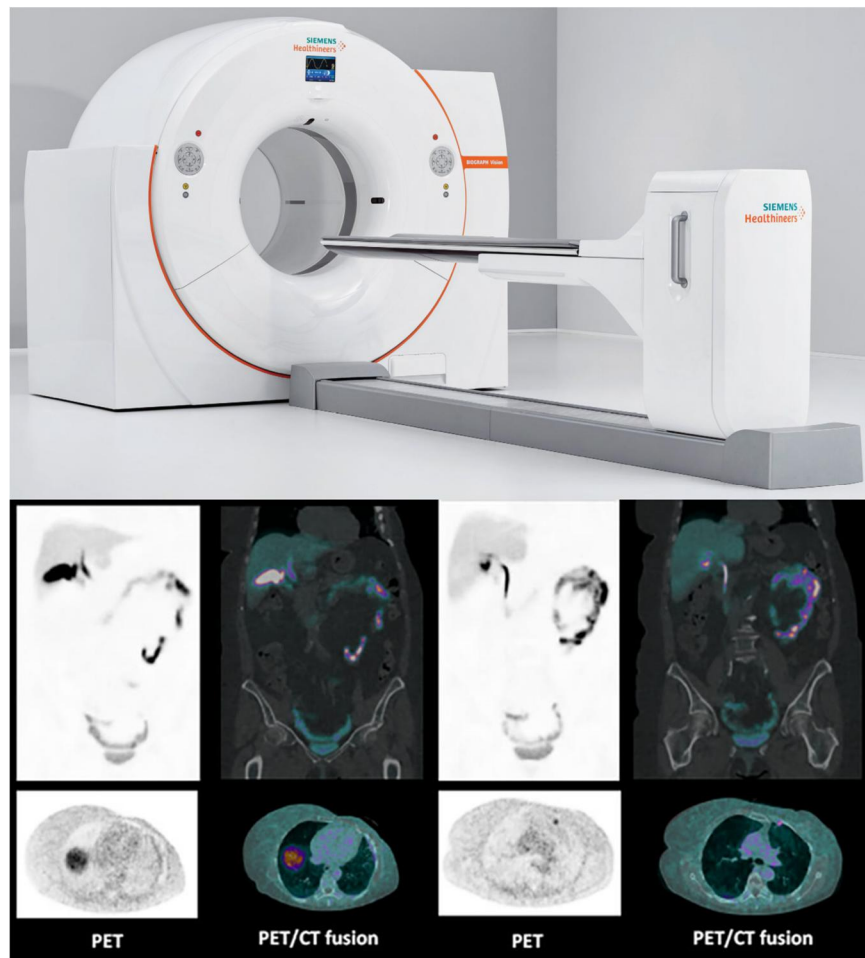 SIEMENS
Healthineers
BIOGRAPH Vision
SIEMENS
Healthineers
PET
PET/CT fusion
PET
PET/CT fusion